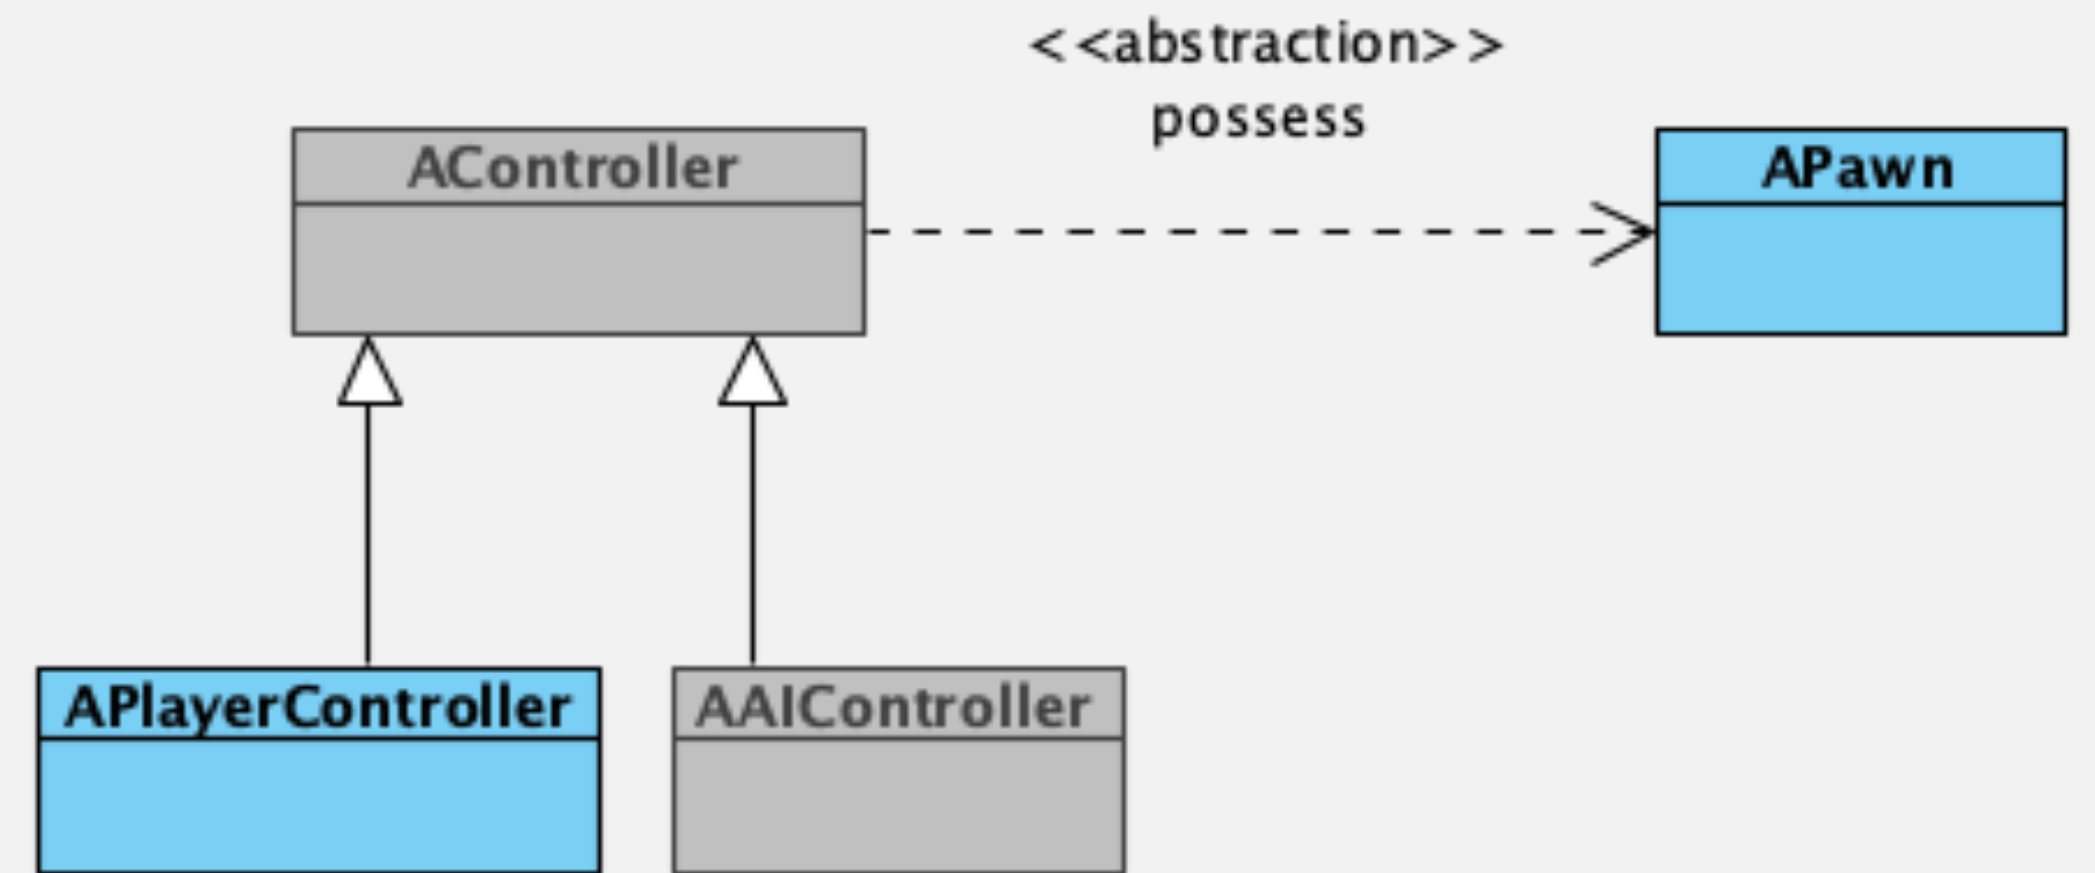 <<abstraction>>
possess
AController
APawn
APlayerController
AAIController